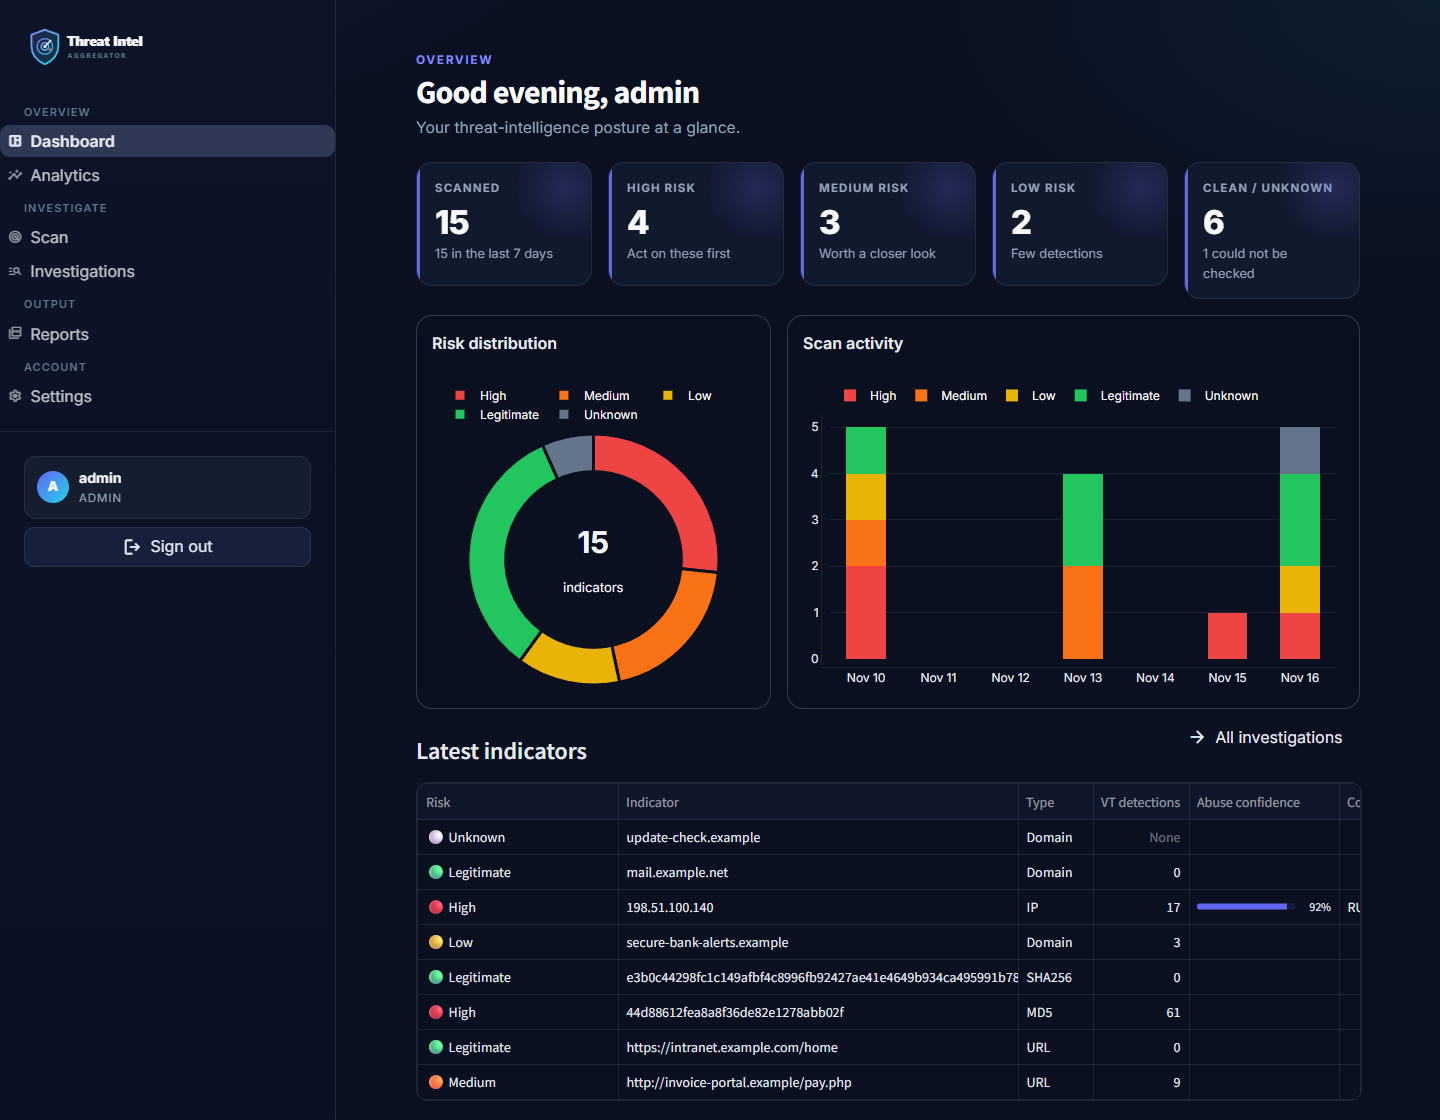 Threat Intel
AGGREGATOR
OVERVIEW
Dashboard
Analytics
INVESTIGATE
Scan
Investigations
OUTPUT
Reports
ACCOUNT
Settings
A
admin
ADMIN
Sign out
OVERVIEW
Good evening, admin
Your threat-intelligence posture at a glance.
SCANNED
15
15 in the last 7 days
HIGH RISK
4
Act on these first
MEDIUM RISK
3
Worth a closer look
LOW RISK
2
Few detections
CLEAN / UNKNOWN
6
1 could not be
checked
Risk distribution
High Medium Low
Legitimate Unknown
15
indicators
Scan activity
High Medium Low Legitimate Unknown
5
4
3
2
1
0
Nov 10 Nov 11 Nov 12 Nov 13 Nov 14 Nov 15 Nov 16
Latest indicators
All investigations
Risk Indicator Type VT detections Abuse confidence
Unknown update-check.example Domain None
Legitimate mail.example.net Domain 0
High 198.51.100.140 IP 17 92% RU
Low secure-bank-alerts.example Domain 3
Legitimate e3b0c44298fc1c149afbf4c8996fb92427ae41e4649b934ca495991b78 SHA256 0
High 44d88612fea8a8f36de82e1278abb02f MD5 61
Legitimate https://intranet.example.com/home URL 0
Medium http://invoice-portal.example/pay.php URL 9